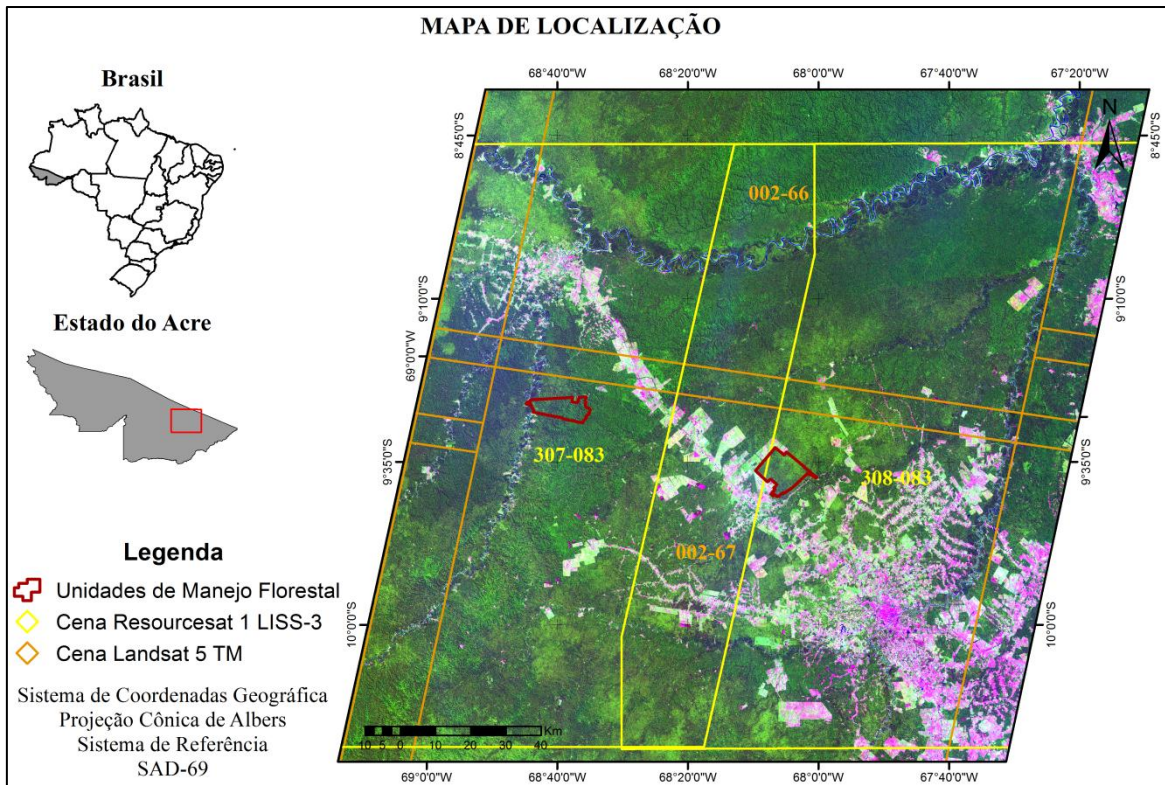 MAPA DE LOCALIZAÇÃO
Brasil
Estado do Acre
68°40'0"W
68°20'0"W
68°0'0"W
67°40'0"W
67°20'0"W
N
8°45'0"S
8°45'0"S
002-66
9°10'0"S
9°10'0"S
69°0'0"W
307-083
308-083
9°35'0"S
9°35'0"S
002-67
10°0'0"S
10°0'0"S
Legenda
Unidades de Manejo Florestal
Cena Resourcesat 1 LISS-3
Cena Landsat 5 TM
Sistema de Coordenadas Geográfica
Projeção Cônica de Albers
Sistema de Referência
SAD-69
Km
10 5 0 10 20 30 40
69°0'0"W
68°40'0"W
68°20'0"W
68°0'0"W
67°40'0"W